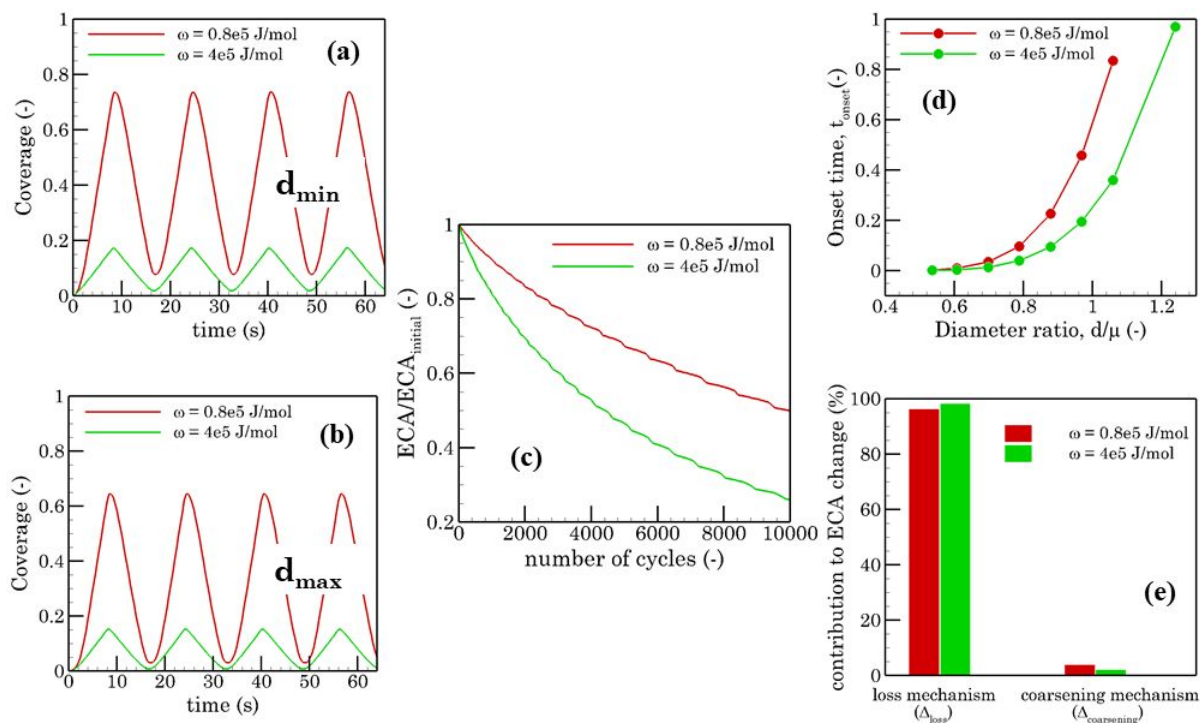 1
0.8
0.6
0.4
0.2
0
Coverage (-)
ω = 0.8e5 J/mol
ω = 4e5 J/mol
(a)
d_min
0 10 20 30 40 50 60
time (s)
1
0.8
0.6
0.4
0.2
0
Coverage (-)
ω = 0.8e5 J/mol
ω = 4e5 J/mol
(b)
d_max
0 10 20 30 40 50 60
time (s)
1
0.8
0.6
0.4
0.2
ECA/ECA_initial (-)
ω = 0.8e5 J/mol
ω = 4e5 J/mol
(c)
2000 4000 6000 8000 10000
number of cycles (-)
1
0.8
0.6
0.4
0.2
0
Onset time, t_onset (-)
ω = 0.8e5 J/mol
ω = 4e5 J/mol
(d)
0.4 0.6 0.8 1 1.2
Diameter ratio, d/μ (-)
100
80
60
40
20
0
contribution to ECA change (%)
ω = 0.8e5 J/mol
ω = 4e5 J/mol
(e)
loss mechanism coarsening mechanism
(Δ_loss) (Δ_coarsening)